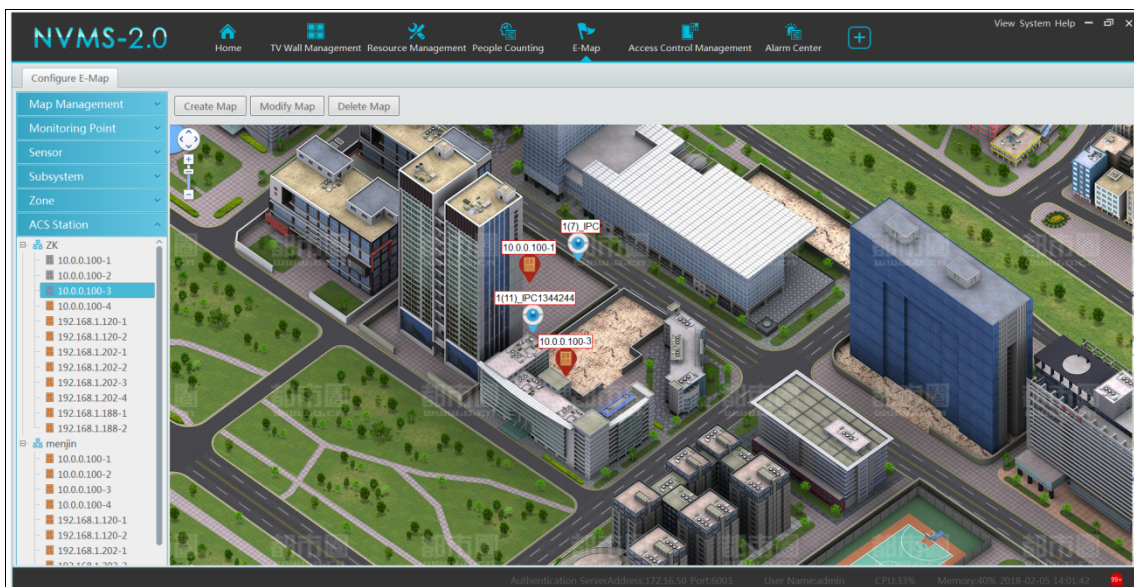 NVMS-2.0
Home
TV Wall Management
Resource Management
People Counting
E-Map
Access Control Management
Alarm Center
View System Help
Configure E-Map
Map Management
Monitoring Point
Sensor
Subsystem
Zone
ACS Station
Create Map
Modify Map
Delete Map
ZK
10.0.0.100-1
10.0.0.100-2
10.0.0.100-3
10.0.0.100-4
192.168.1.120-1
192.168.1.120-2
192.168.1.202-1
192.168.1.202-2
192.168.1.202-3
192.168.1.202-4
192.168.1.188-1
192.168.1.188-2
menjin
10.0.0.100-1
10.0.0.100-2
10.0.0.100-3
10.0.0.100-4
192.168.1.120-1
192.168.1.120-2
192.168.1.202-1
1(7)_IPC
10.0.0.100-1
1(11)_IPC1344244
10.0.0.100-3
都市圈
Authentication ServerAddress:172.16.50 Port:6003
User Name:admin
CPU:33%
Memory:40%
2018-02-05 14:01:42
99+